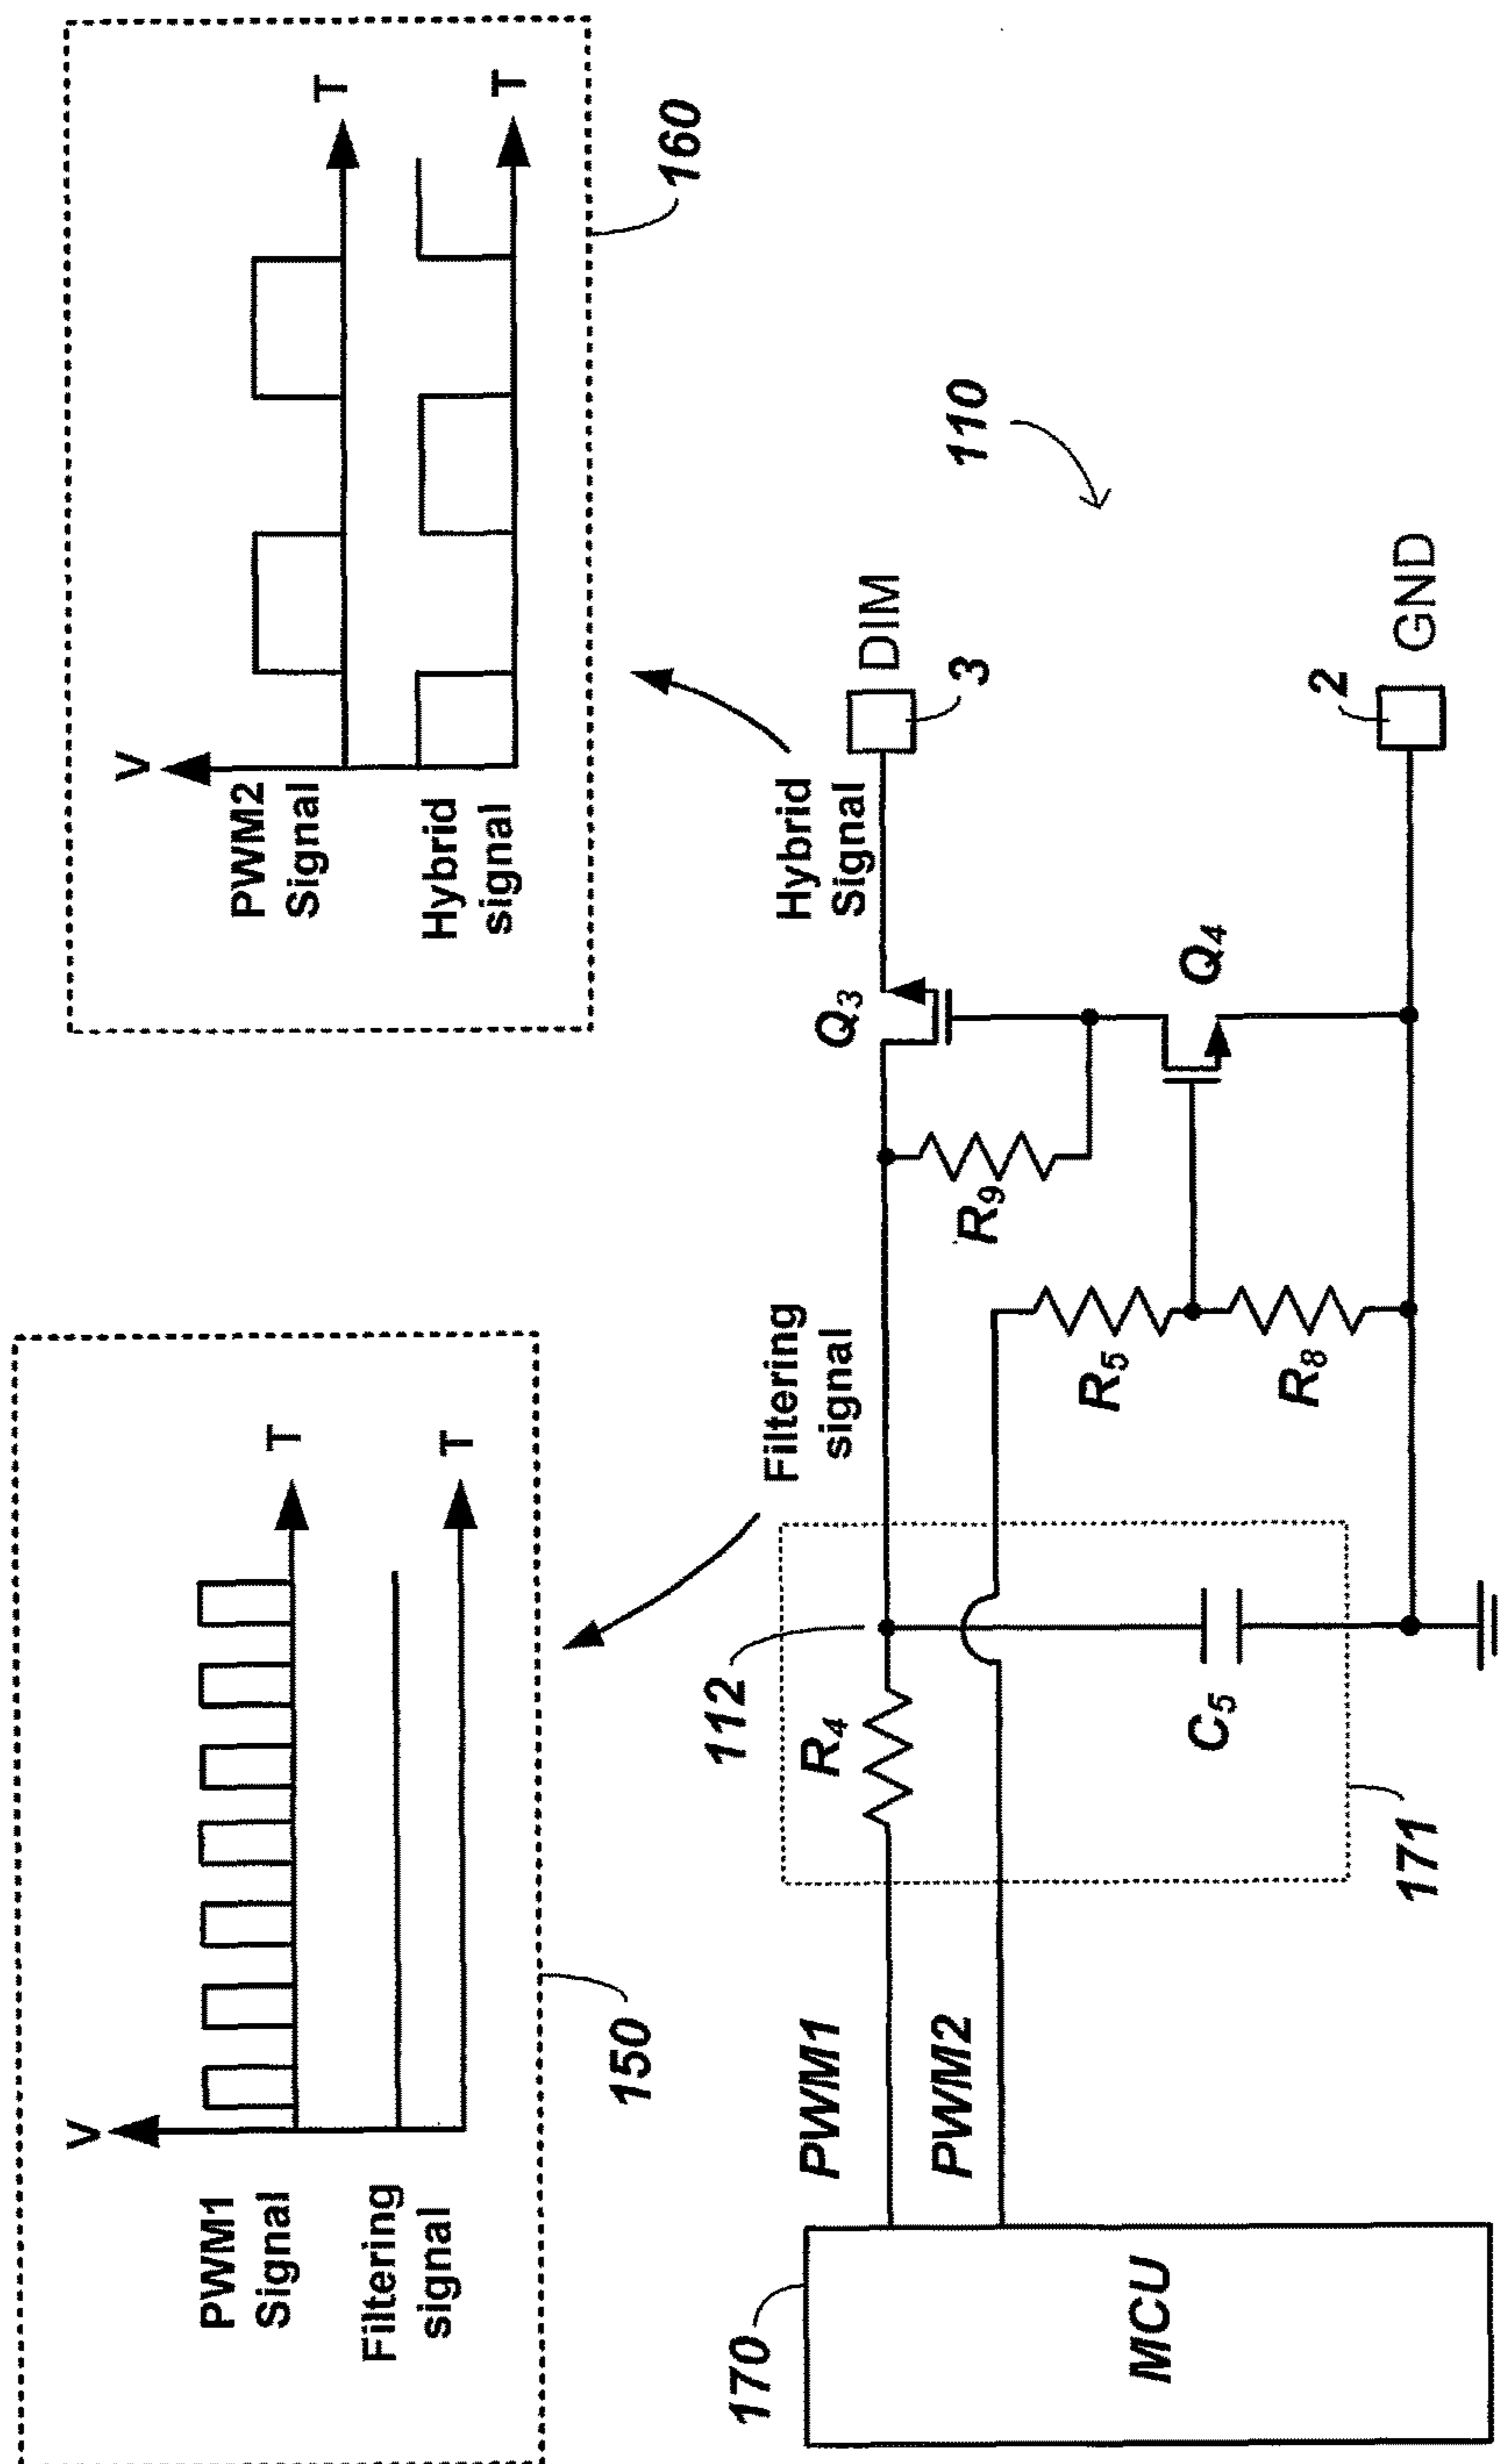 V
PWM1
Signal
T
Filtering
signal
T
150
V
PWM2
Signal
T
Hybrid
signal
T
160
Filtering
signal
Hybrid
Signal
110
170
MCU
PWM1
PWM2
112
R4
C5
171
R5
R8
R9
Q3
Q4
DIM
3
2
GND